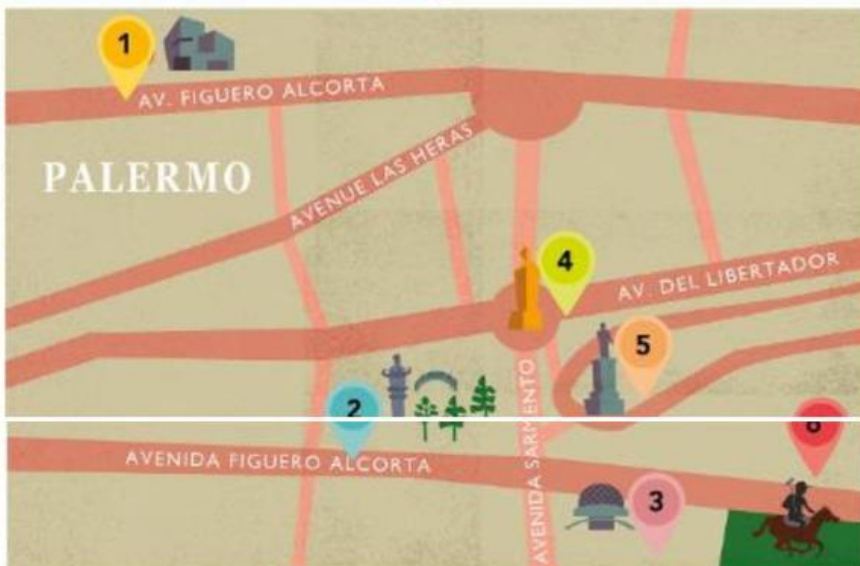 1
AV. FIGUERO ALCORTA
AVENUE LAS HERAS
PALERMO
4
AV. DEL LIBERTADOR
5
2
AVENIDA SARMIENTO
6
AVENIDA FIGUERO ALCORTA
3